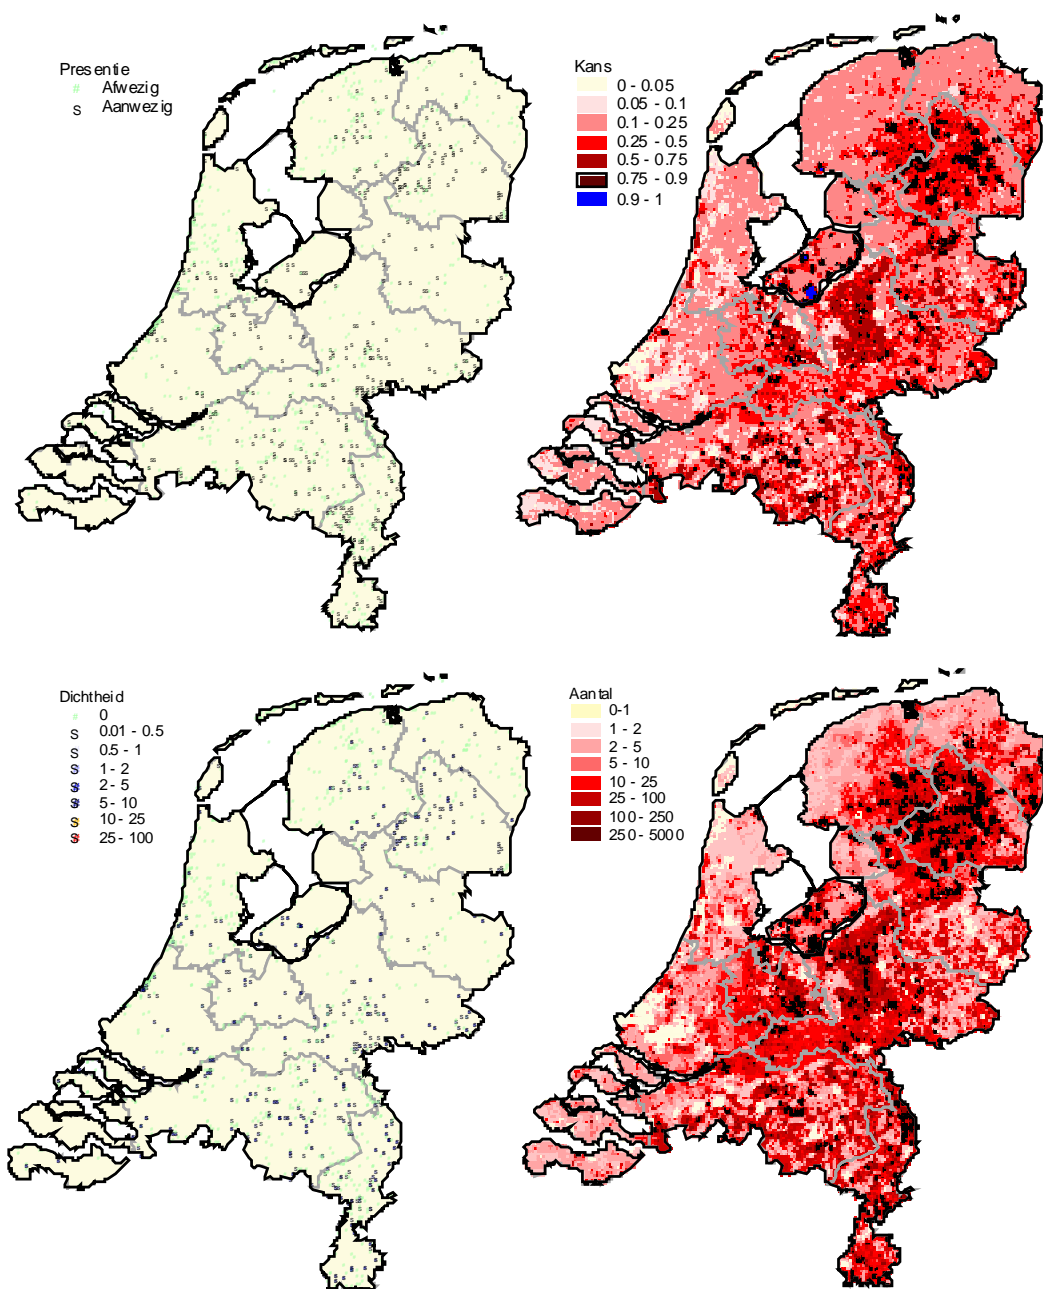 Presentie
Afwezig
S Aanwezig
Kans
0 - 0.05
0.05 - 0.1
0.1 - 0.25
0.25 - 0.5
0.5 - 0.75
0.75 - 0.9
0.9 - 1
Dichtheid
0
S 0.01 - 0.5
S 0.5 - 1
S 1 - 2
S 2 - 5
S 5 - 10
S 10 - 25
S 25 - 100
Aantal
0-1
1 - 2
2 - 5
5 - 10
10 - 25
25 - 100
100 - 250
250 - 5000